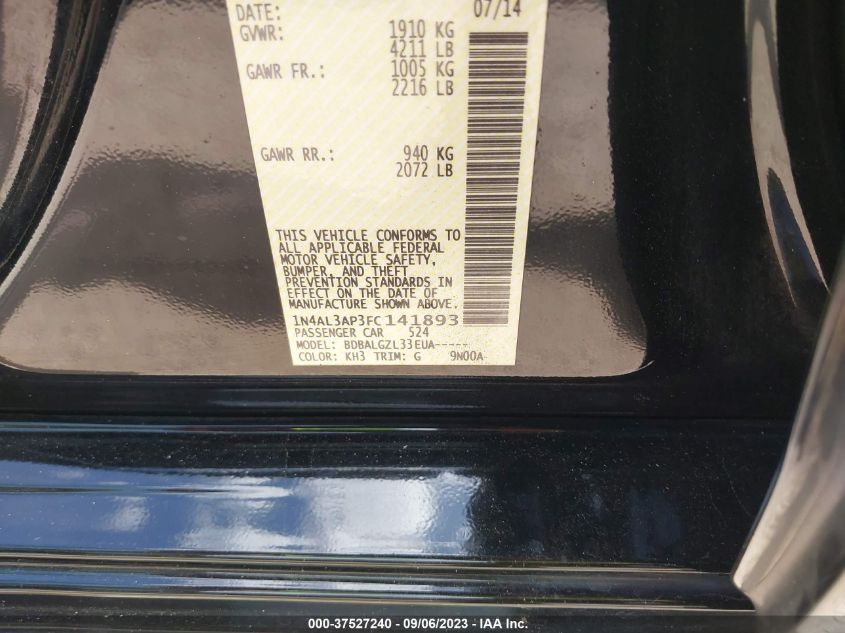 DATE: 07/14
GVWR: 1910 KG
4211 LB
GAWR FR.: 1005 KG
2216 LB
GAWR RR.: 940 KG
2072 LB
THIS VEHICLE CONFORMS TO
ALL APPLICABLE FEDERAL
MOTOR VEHICLE SAFETY,
BUMPER, AND THEFT
PREVENTION STANDARDS IN
EFFECT ON THE DATE OF
MANUFACTURE SHOWN ABOVE.
1N4AL3AP3FC141893
PASSENGER CAR 524
MODEL: BDBALGZL33EUA-----
COLOR: KH3 TRIM: G 9N00A
000-37527240 - 09/06/2023 - IAA Inc.